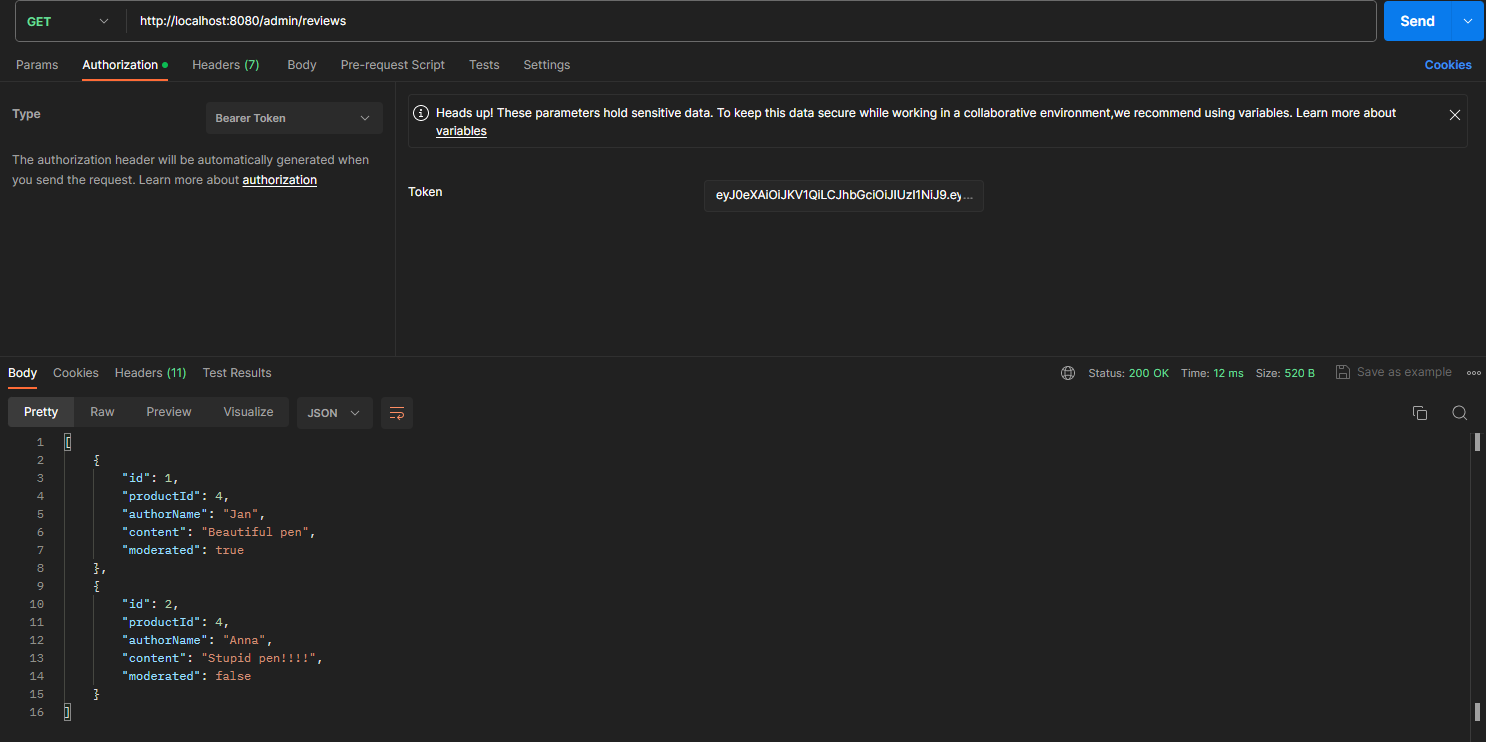 GET http://localhost:8080/admin/reviews Send
Params Authorization Headers (7) Body Pre-request Script Tests Settings Cookies
Type Bearer Token
The authorization header will be automatically generated when
you send the request. Learn more about authorization
Heads up! These parameters hold sensitive data. To keep this data secure while working in a collaborative environment,we recommend using variables. Learn more about
variables
Token eyJ0eXAiOiJKV1QiLCJhbGciOiJIUzI1NiJ9.ey...
Body Cookies Headers (11) Test Results Status: 200 OK Time: 12 ms Size: 520 B Save as example
Pretty Raw Preview Visualize JSON
1 [
2 {
3 "id": 1,
4 "productId": 4,
5 "authorName": "Jan",
6 "content": "Beautiful pen",
7 "moderated": true
8 },
9 {
10 "id": 2,
11 "productId": 4,
12 "authorName": "Anna",
13 "content": "Stupid pen!!!!",
14 "moderated": false
15 }
16 ]